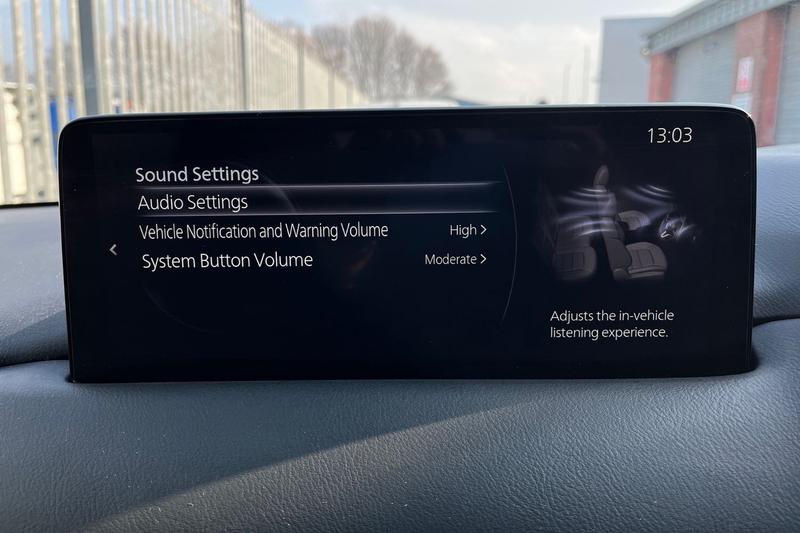 13:03
Sound Settings
Audio Settings
Vehicle Notification and Warning Volume High
System Button Volume Moderate
Adjusts the in-vehicle
listening experience.